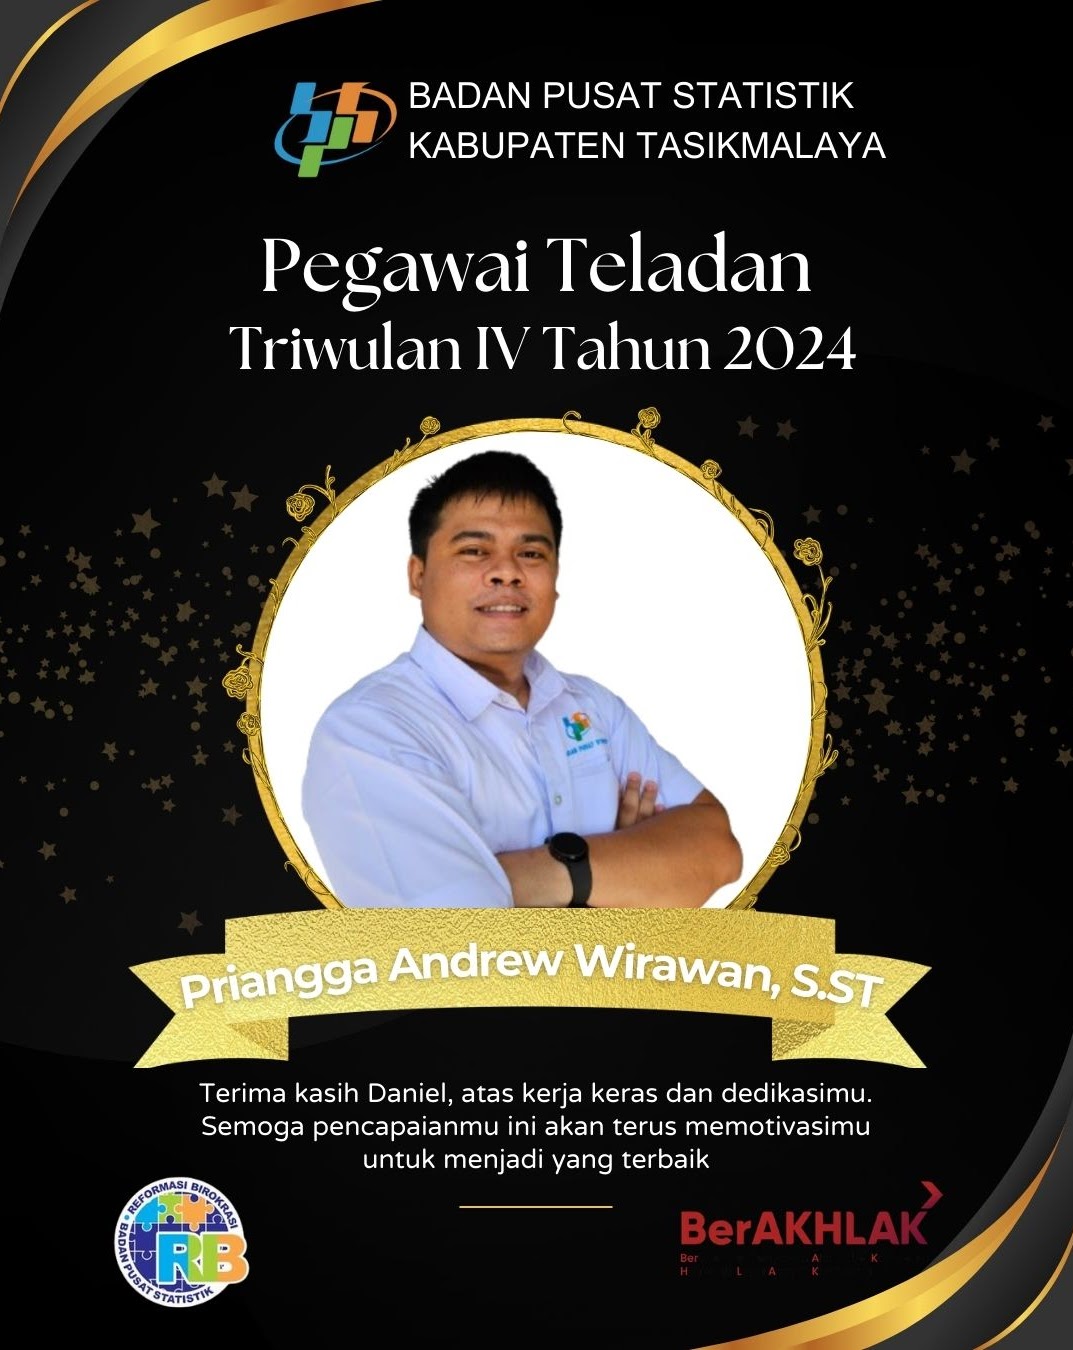 BADAN PUSAT STATISTIK
KABUPATEN TASIKMALAYA
Pegawai Teladan
Triwulan IV Tahun 2024
Priangga Andrew Wirawan, S.ST
Terima kasih Daniel, atas kerja keras dan dedikasimu.
Semoga pencapaianmu ini akan terus memotivasimu
untuk menjadi yang terbaik
REFORMASI BIROKRASI
RB
BADAN PUSAT STATISTIK
BerAKHLAK
Ber A K
H L A K